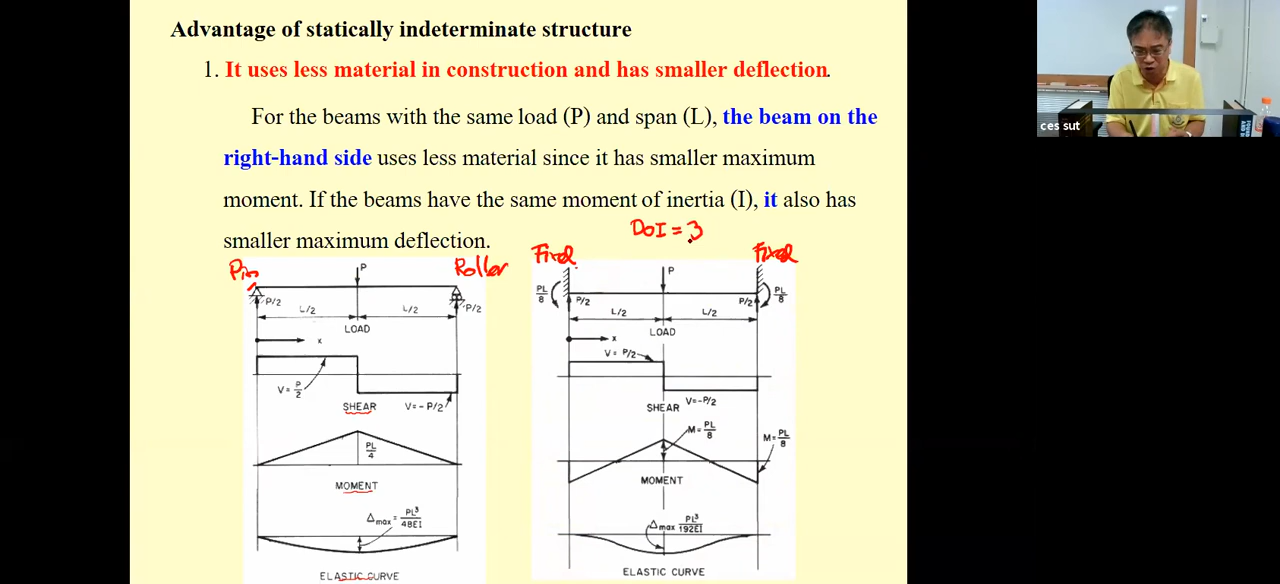 Advantage of statically indeterminate structure
1. It uses less material in construction and has smaller deflection.
For the beams with the same load (P) and span (L), the beam on the
right-hand side uses less material since it has smaller maximum
moment. If the beams have the same moment of inertia (I), it also has
smaller maximum deflection.
DOI = 3
Pin
Roller
Fixed
Fixed
P
P/2
P/2
L/2
L/2
LOAD
x
V = P/2
V = - P/2
SHEAR
PL/4
MOMENT
Δmax = PL³/48EI
ELASTIC CURVE
P
PL/8
P/2
P/2
PL/8
L/2
L/2
LOAD
x
V = P/2
V = -P/2
SHEAR
M = PL/8
M = PL/8
MOMENT
Δmax PL³/192EI
ELASTIC CURVE
ces sut